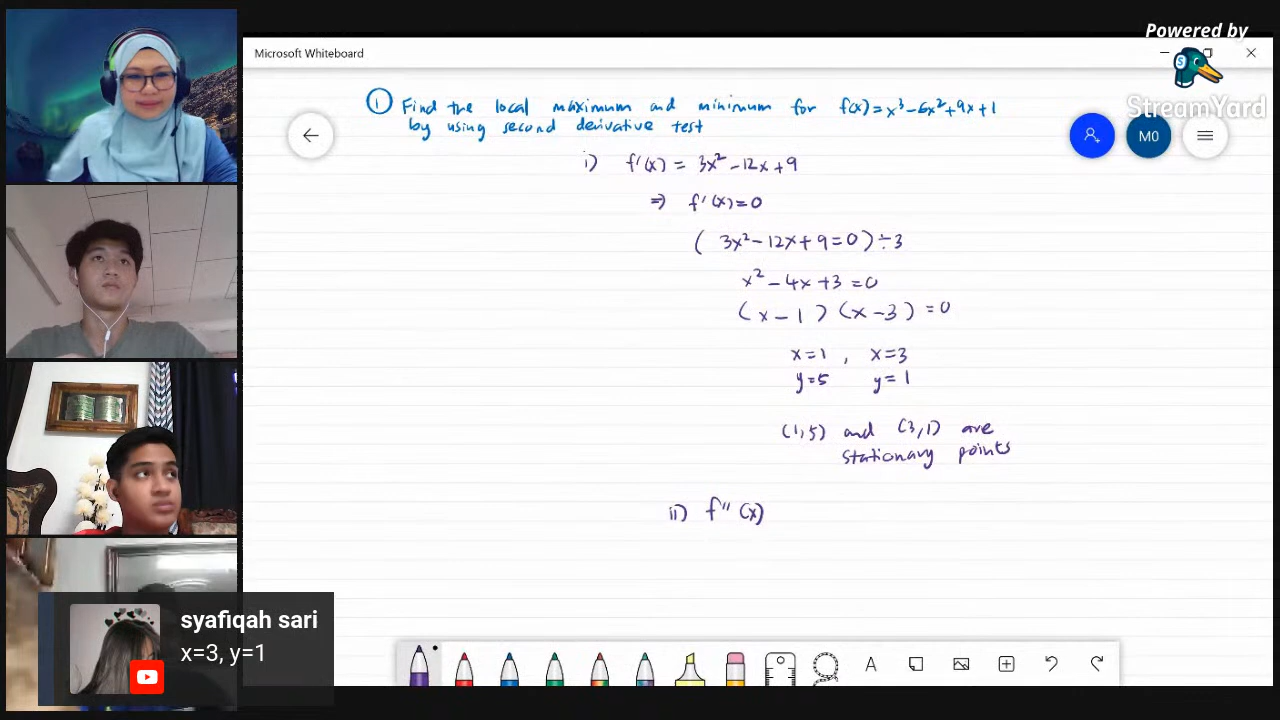 Powered by
StreamYard
Microsoft Whiteboard
M0
① Find the local maximum and minimum for f(x) = x³ - 6x² + 9x + 1
by using second derivative test
i) f'(x) = 3x² - 12x + 9
⇒ f'(x) = 0
( 3x² - 12x + 9 = 0 ) ÷ 3
x² - 4x + 3 = 0
( x - 1 ) ( x - 3 ) = 0
x = 1 , x = 3
y = 5 y = 1
(1,5) and (3,1) are
stationary points
ii) f''(x)
syafiqah sari
x=3, y=1
A